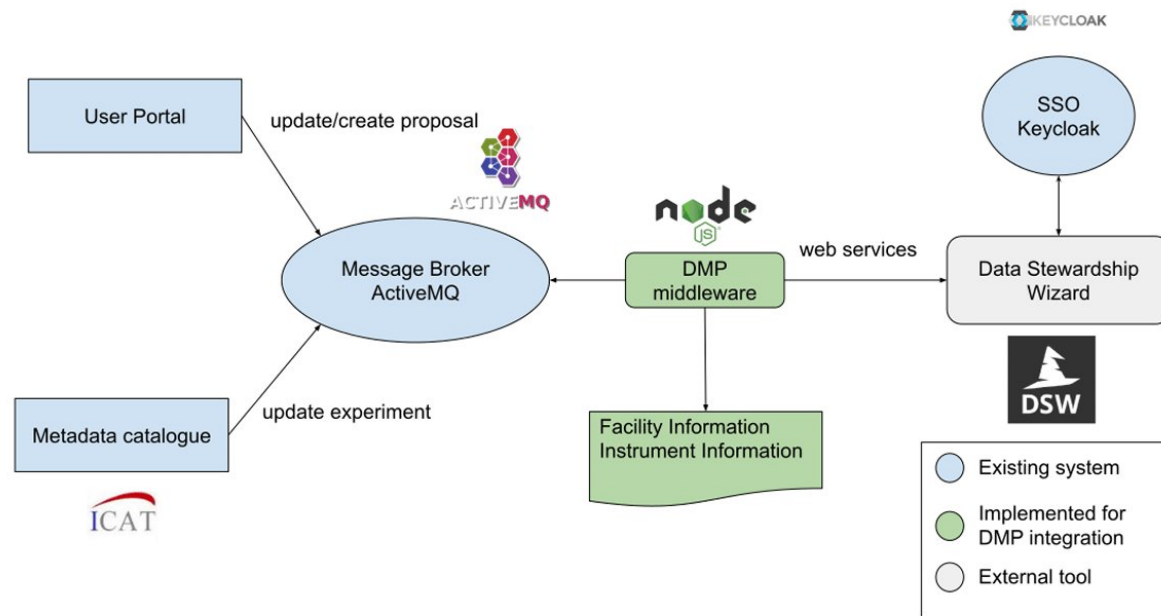 KEYCLOAK
User Portal
update/create proposal
SSO
Keycloak
ACTIVEMQ
node
JS
Message Broker
ActiveMQ
DMP
middleware
web services
Data Stewardship
Wizard
DSW
Metadata catalogue
update experiment
ICAT
Facility Information
Instrument Information
Existing system
Implemented for
DMP integration
External tool